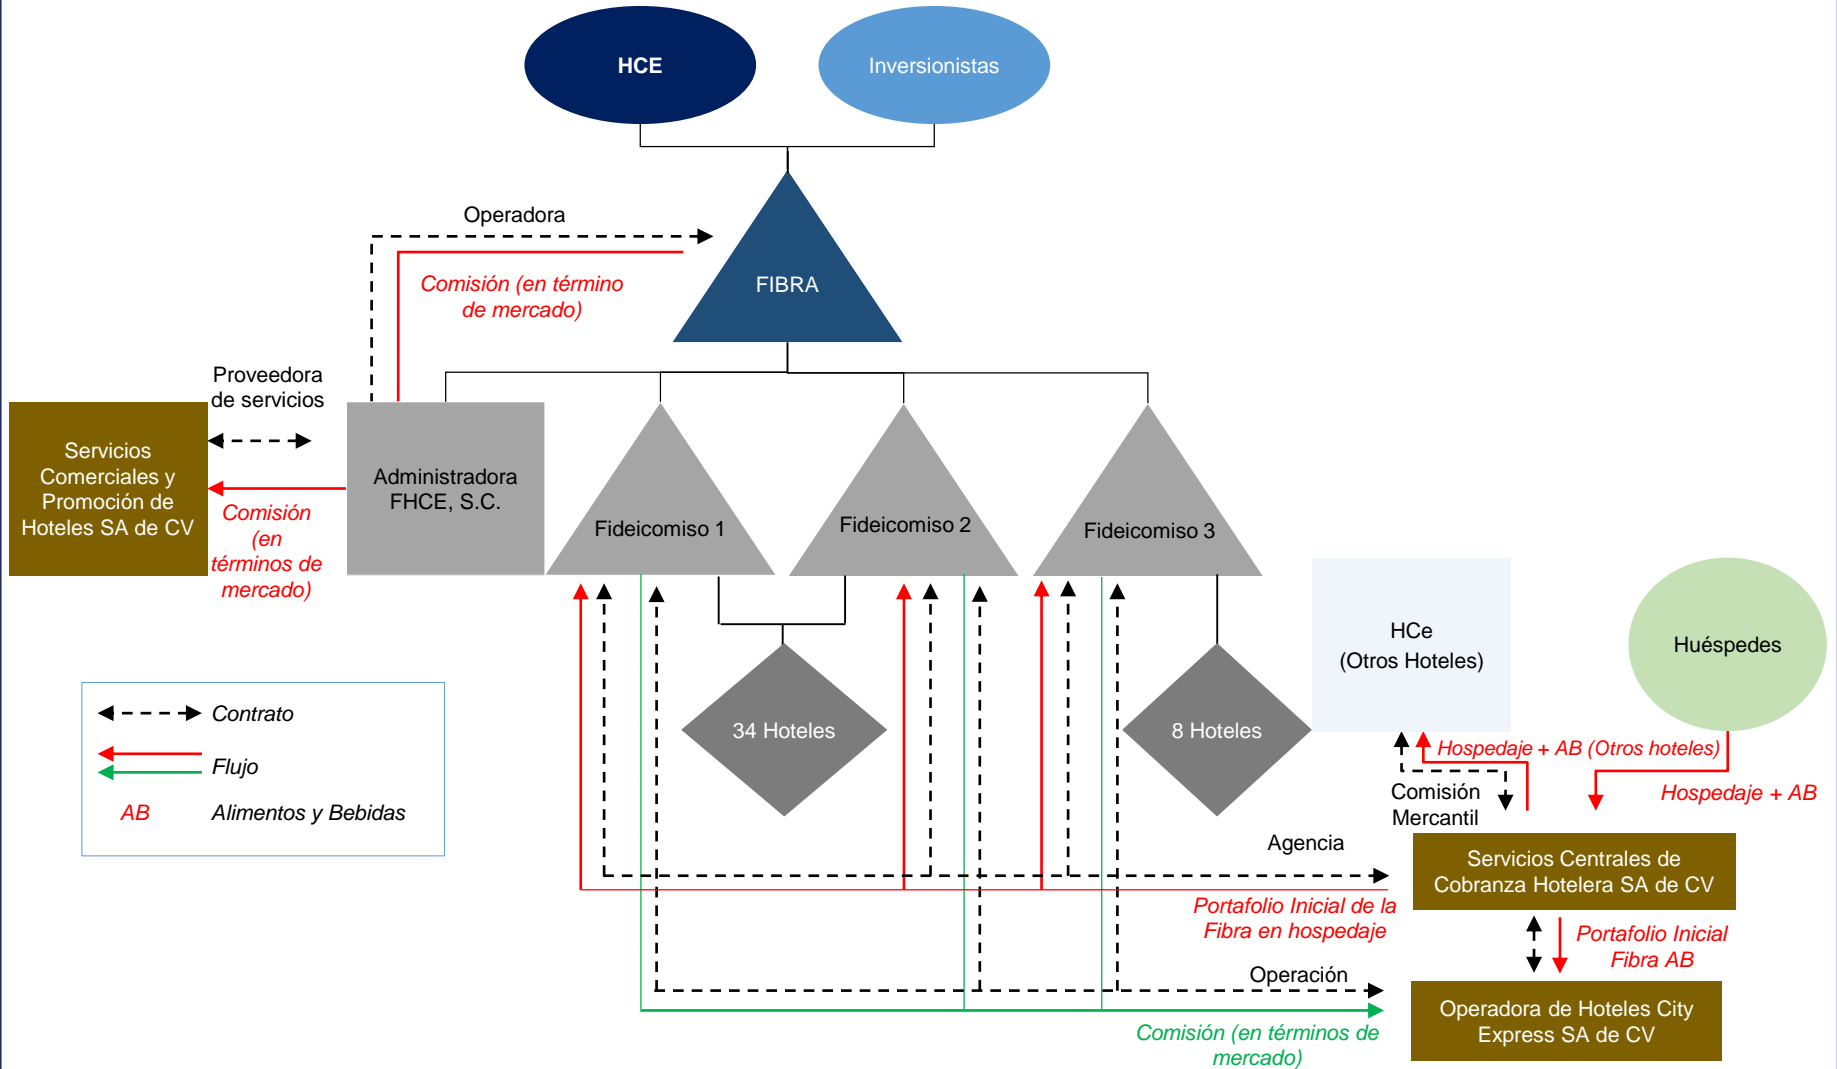 HCE
Inversionistas
Operadora
Comisión (en término
de mercado)
FIBRA
Proveedora
de servicios
Servicios
Comerciales y
Promoción de
Hoteles SA de CV
Comisión
(en
términos de
mercado)
Administradora
FHCE, S.C.
Fideicomiso 1
Fideicomiso 2
Fideicomiso 3
HCe
(Otros Hoteles)
Huéspedes
34 Hoteles
8 Hoteles
Contrato
Flujo
AB Alimentos y Bebidas
Hospedaje + AB (Otros hoteles)
Hospedaje + AB
Comisión
Mercantil
Agencia
Servicios Centrales de
Cobranza Hotelera SA de CV
Portafolio Inicial de la
Fibra en hospedaje
Portafolio Inicial
Fibra AB
Operación
Operadora de Hoteles City
Express SA de CV
Comisión (en términos de
mercado)